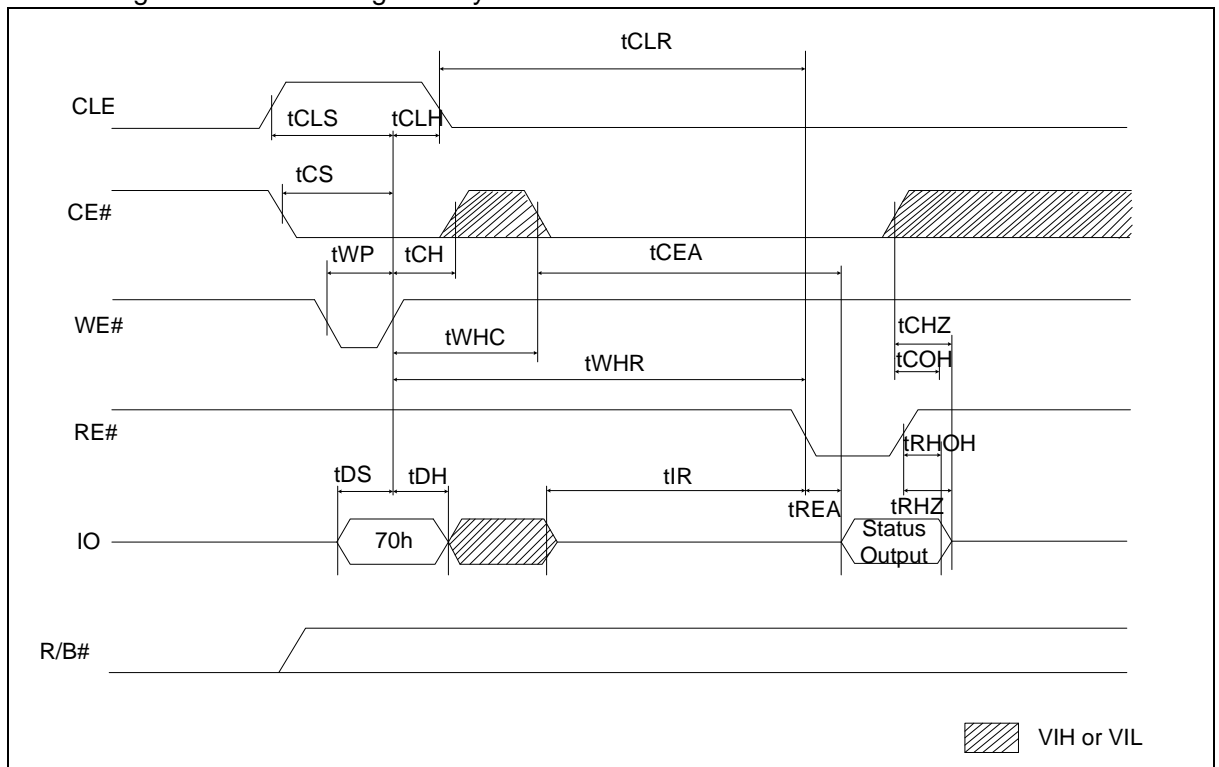 tCLR
CLE
tCLS
tCLH
tCS
CE#
tWP
tCH
tCEA
WE#
tCHZ
tWHC
tCOH
tWHR
RE#
tRHOH
tDS
tDH
tIR
tREA
tRHZ
IO
70h
Status
Output
R/B#
VIH or VIL